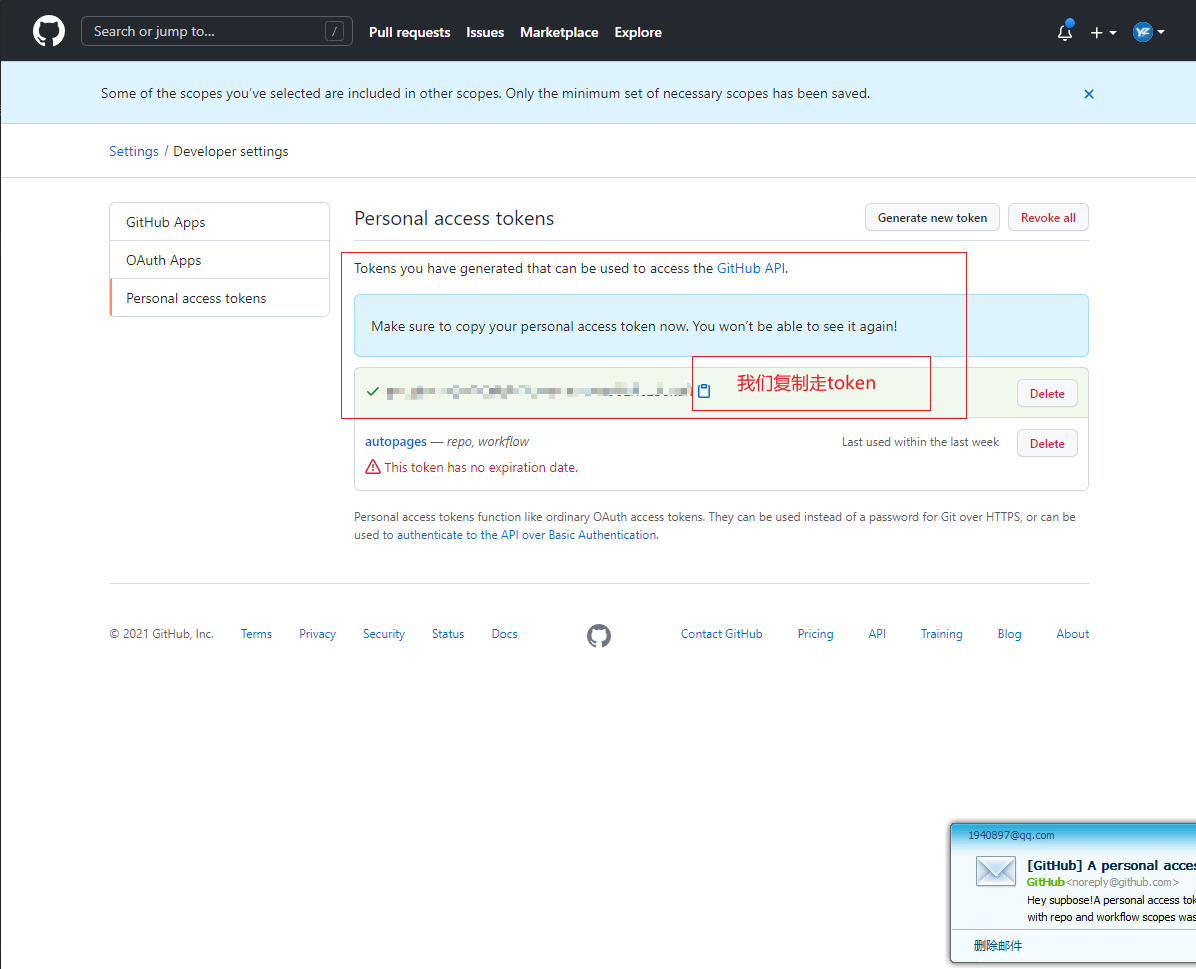 Search or jump to... /
Pull requests Issues Marketplace Explore
YZ
Some of the scopes you've selected are included in other scopes. Only the minimum set of necessary scopes has been saved.
Settings / Developer settings
GitHub Apps
OAuth Apps
Personal access tokens
Personal access tokens
Generate new token
Revoke all
Tokens you have generated that can be used to access the GitHub API.
Make sure to copy your personal access token now. You won't be able to see it again!
我们复制走token
Delete
autopages — repo, workflow
Last used within the last week
Delete
This token has no expiration date.
Personal access tokens function like ordinary OAuth access tokens. They can be used instead of a password for Git over HTTPS, or can be
used to authenticate to the API over Basic Authentication.
© 2021 GitHub, Inc. Terms Privacy Security Status Docs
Contact GitHub Pricing API Training Blog About
1940897@qq.com
[GitHub] A personal acces
GitHub<noreply@github.com>
Hey supbose!A personal access tok
with repo and workflow scopes was
删除邮件